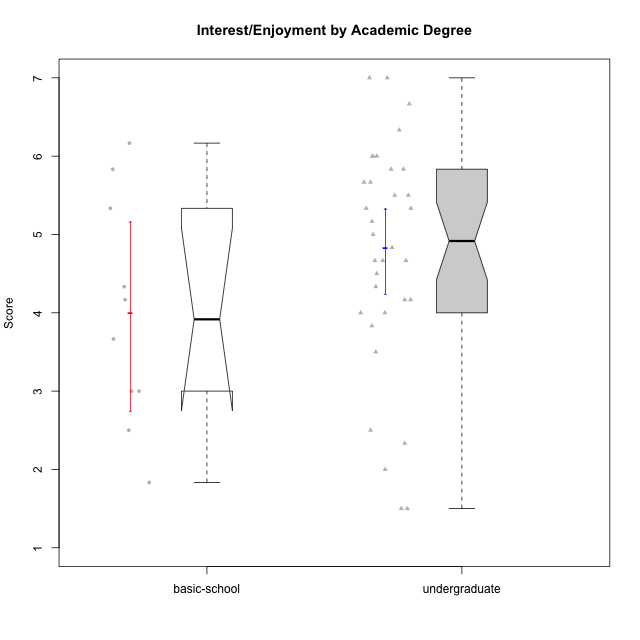 Interest/Enjoyment by Academic Degree
7
6
5
4
3
2
1
Score
basic-school
undergraduate